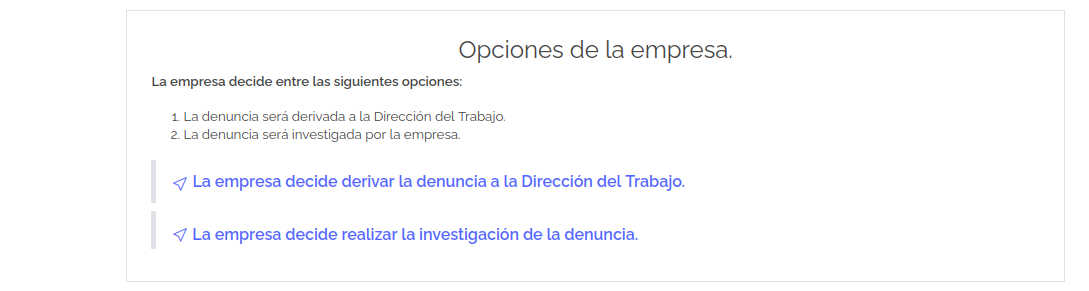 Opciones de la empresa.
La empresa decide entre las siguientes opciones:
1. La denuncia será derivada a la Dirección del Trabajo.
2. La denuncia será investigada por la empresa.
La empresa decide derivar la denuncia a la Dirección del Trabajo.
La empresa decide realizar la investigación de la denuncia.